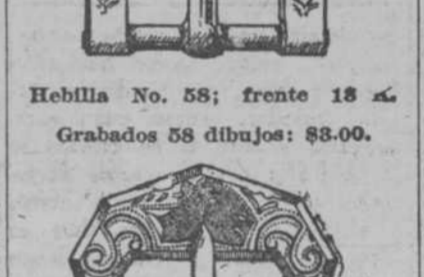 Hebilla No. 58; frente 18 K.
Grabados 58 dibujos: $3.00.